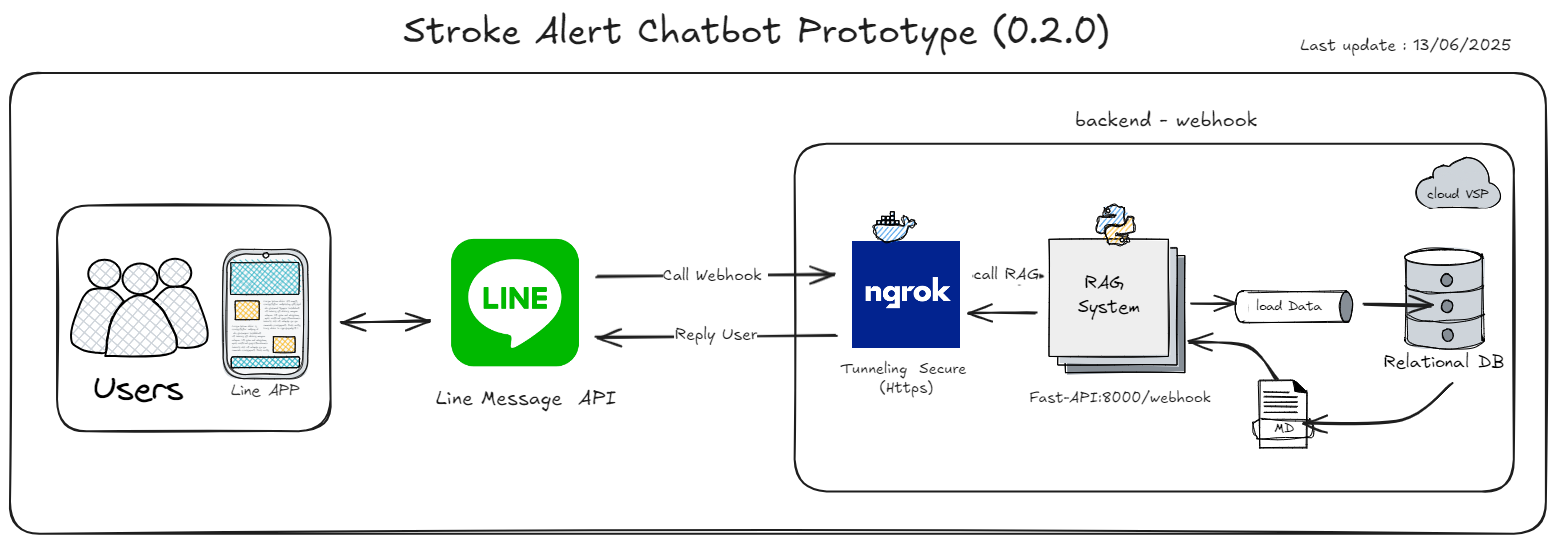 Stroke Alert Chatbot Prototype (0.2.0)
Last update : 13/06/2025
backend - webhook
cloud VSP
Users
Line APP
LINE
Line Message API
Call Webhook
Reply User
ngrok
Tunneling Secure
(Https)
call RAG
RAG
System
Fast-API:8000/webhook
load Data
Relational DB
MD